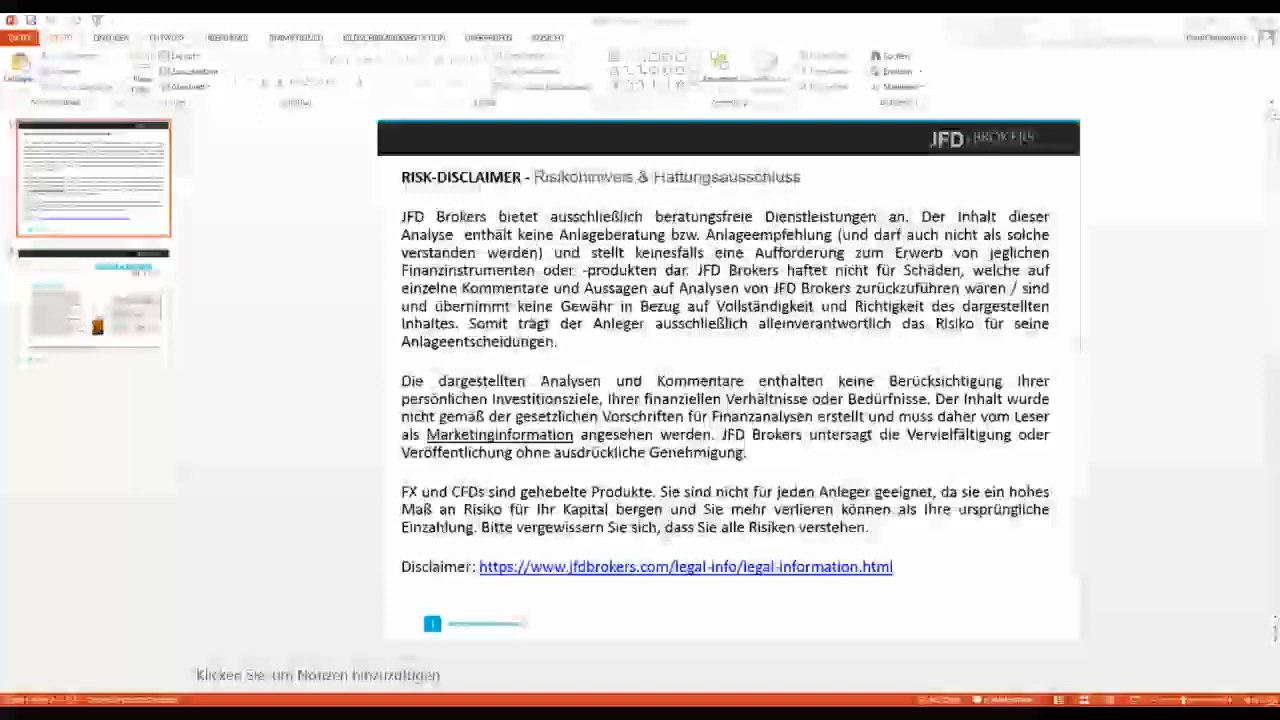 JFD BROKERS
RISK-DISCLAIMER - Risikohinweis & Haftungsausschluss
JFD Brokers bietet ausschließlich beratungsfreie Dienstleistungen an. Der Inhalt dieser
Analyse enthält keine Anlageberatung bzw. Anlageempfehlung (und darf auch nicht als solche
verstanden werden) und stellt keinesfalls eine Aufforderung zum Erwerb von jeglichen
Finanzinstrumenten oder -produkten dar. JFD Brokers haftet nicht für Schäden, welche auf
einzelne Kommentare und Aussagen auf Analysen von JFD Brokers zurückzuführen wären / sind
und übernimmt keine Gewähr in Bezug auf Vollständigkeit und Richtigkeit des dargestellten
Inhaltes. Somit trägt der Anleger ausschließlich alleinverantwortlich das Risiko für seine
Anlageentscheidungen.
Die dargestellten Analysen und Kommentare enthalten keine Berücksichtigung Ihrer
persönlichen Investitionsziele, Ihrer finanziellen Verhältnisse oder Bedürfnisse. Der Inhalt wurde
nicht gemäß der gesetzlichen Vorschriften für Finanzanalysen erstellt und muss daher vom Leser
als Marketinginformation angesehen werden. JFD Brokers untersagt die Vervielfältigung oder
Veröffentlichung ohne ausdrückliche Genehmigung.
FX und CFDs sind gehebelte Produkte. Sie sind nicht für jeden Anleger geeignet, da sie ein hohes
Maß an Risiko für Ihr Kapital bergen und Sie mehr verlieren können als Ihre ursprüngliche
Einzahlung. Bitte vergewissern Sie sich, dass Sie alle Risiken verstehen.
Disclaimer: https://www.jfdbrokers.com/legal-info/legal-information.html
1
Klicken Sie, um Notizen hinzuzufügen